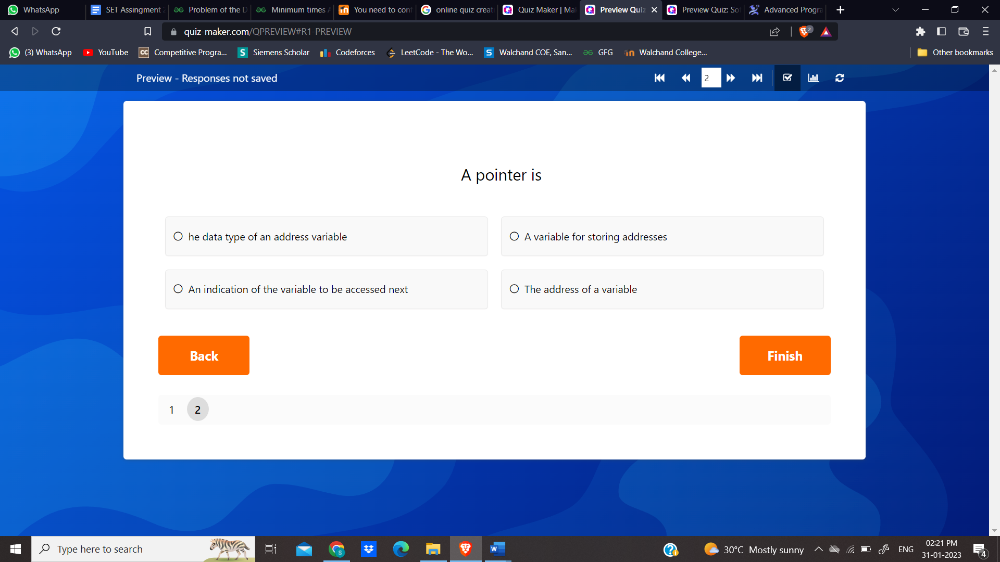 WhatsApp
SET Assingment 2
Problem of the D
Minimum times A
You need to conf
online quiz creat
Quiz Maker | Mak
Preview Quiz
Preview Quiz: Sof
Advanced Progra
quiz-maker.com/QPREVIEW#R1-PREVIEW
2
(3) WhatsApp
YouTube
Competitive Progra...
Siemens Scholar
Codeforces
LeetCode - The Wo...
Walchand COE, San...
GFG
Walchand College...
Other bookmarks
Preview - Responses not saved
2
A pointer is
he data type of an address variable
A variable for storing addresses
An indication of the variable to be accessed next
The address of a variable
Back
Finish
1 2
Type here to search
30°C Mostly sunny
ENG
02:21 PM
31-01-2023
4